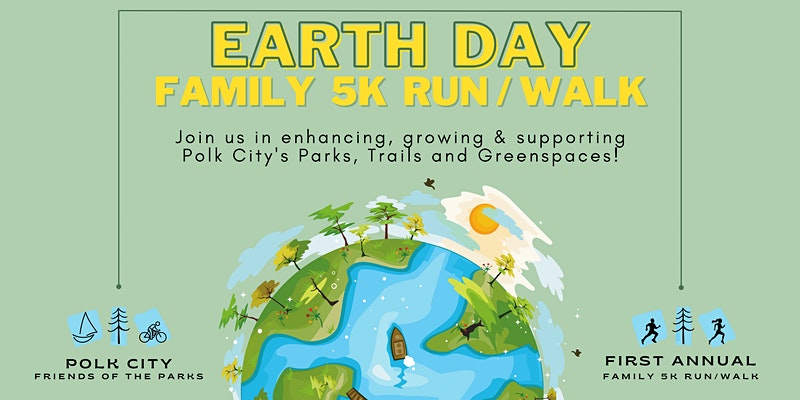 EARTH DAY
FAMILY 5K RUN/WALK
Join us in enhancing, growing & supporting
Polk City's Parks, Trails and Greenspaces!
POLK CITY
FRIENDS OF THE PARKS
FIRST ANNUAL
FAMILY 5K RUN/WALK